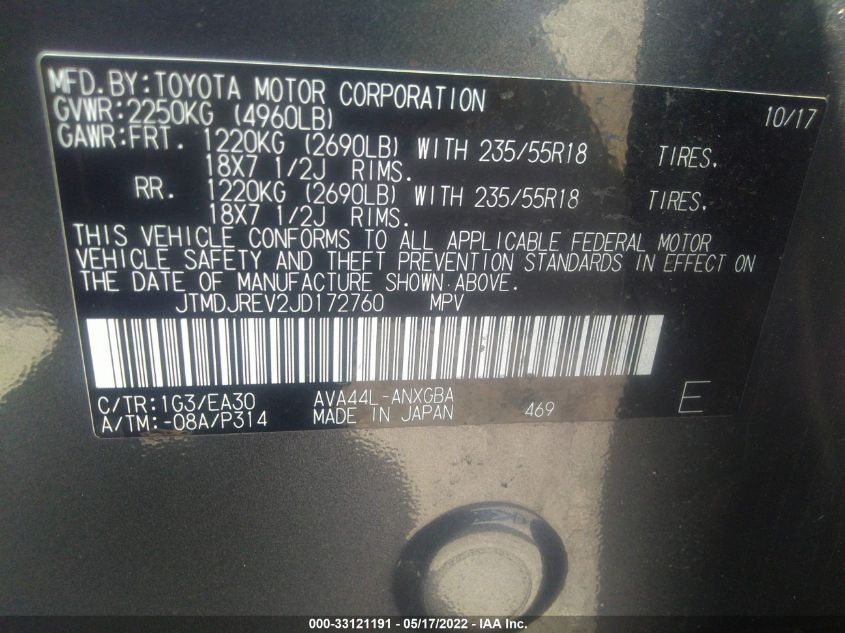 MFD.BY:TOYOTA MOTOR CORPORATION 10/17
GVWR:2250KG (4960LB)
GAWR:FRT. 1220KG (2690LB) WITH 235/55R18 TIRES.
18X7 1/2J RIMS.
RR. 1220KG (2690LB) WITH 235/55R18 TIRES.
18X7 1/2J RIMS.
THIS VEHICLE CONFORMS TO ALL APPLICABLE FEDERAL MOTOR
VEHICLE SAFETY AND THEFT PREVENTION STANDARDS IN EFFECT ON
THE DATE OF MANUFACTURE SHOWN ABOVE.
JTMDJREV2JD172760 MPV
C/TR:1G3/EA30 AVA44L-ANXGBA
A/TM:-08A/P314 MADE IN JAPAN 469 E
000-33121191 - 05/17/2022 - IAA Inc.